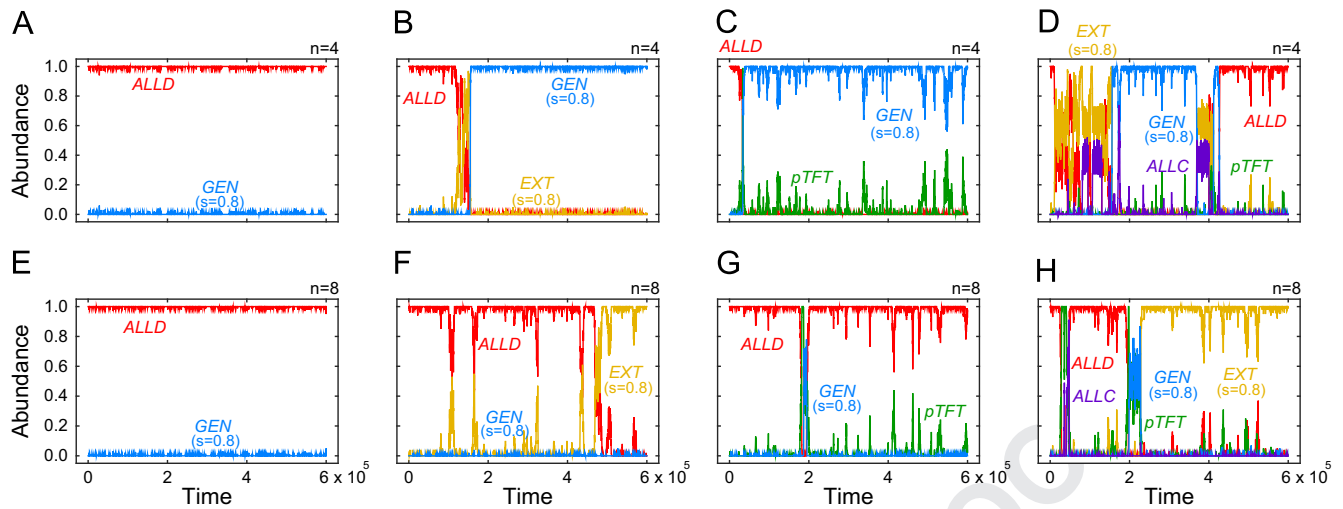 A
n=4
ALLD
GEN
(s=0.8)
1.0
0.8
0.6
0.4
0.2
0.0
Abundance
B
n=4
ALLD
GEN
(s=0.8)
EXT
(s=0.8)
C
ALLD
n=4
GEN
(s=0.8)
pTFT
D
EXT
(s=0.8)
n=4
GEN
(s=0.8)
ALLD
ALLC
pTFT
E
n=8
ALLD
GEN
(s=0.8)
1.0
0.8
0.6
0.4
0.2
0.0
Abundance
0 2 4 6 x 10 5
Time
F
n=8
ALLD
EXT
(s=0.8)
GEN
(s=0.8)
0 2 4 6 x 10 5
Time
G
n=8
ALLD
GEN
(s=0.8)
pTFT
0 2 4 6 x 10 5
Time
H
n=8
ALLD
ALLC
GEN
(s=0.8)
EXT
(s=0.8)
pTFT
0 2 4 6 x 10 5
Time